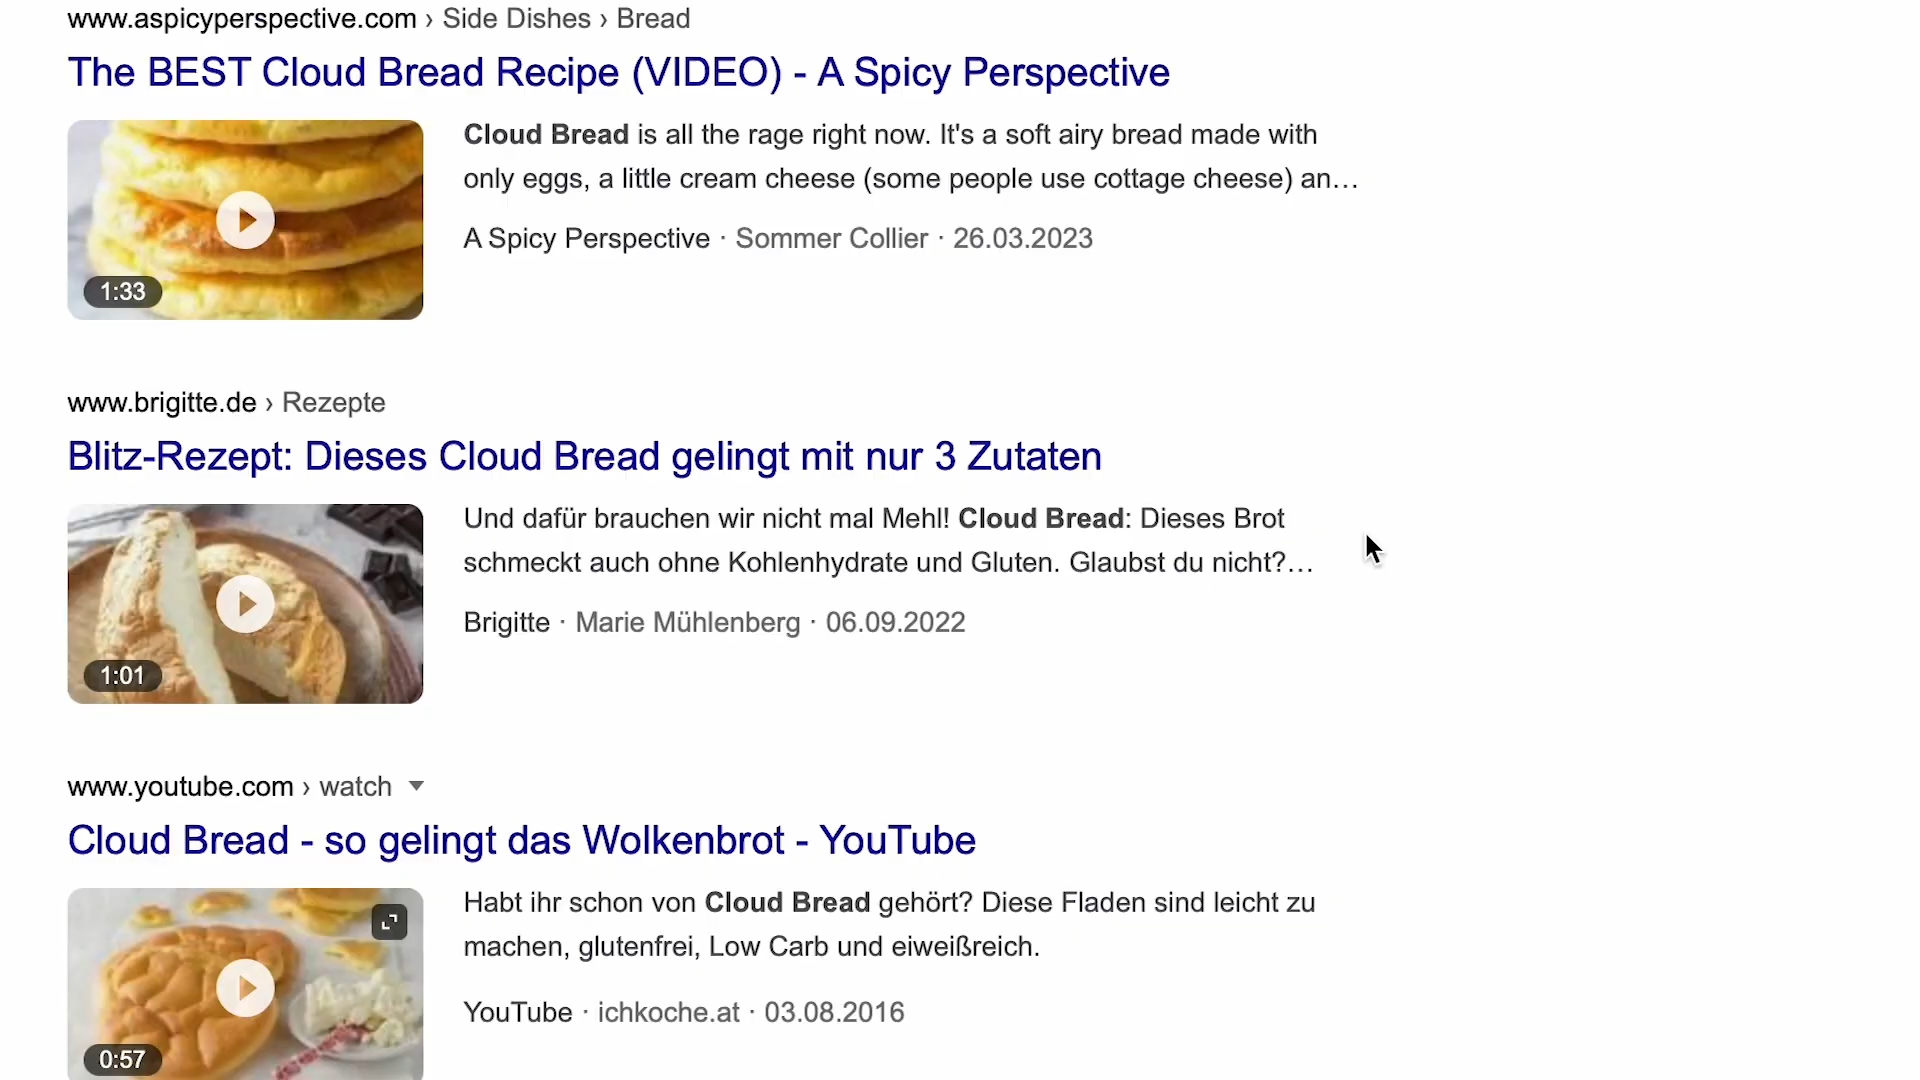 www.aspicyperspective.com › Side Dishes › Bread
The BEST Cloud Bread Recipe (VIDEO) - A Spicy Perspective
Cloud Bread is all the rage right now. It's a soft airy bread made with
only eggs, a little cream cheese (some people use cottage cheese) an...
A Spicy Perspective · Sommer Collier · 26.03.2023
1:33
www.brigitte.de › Rezepte
Blitz-Rezept: Dieses Cloud Bread gelingt mit nur 3 Zutaten
Und dafür brauchen wir nicht mal Mehl! Cloud Bread: Dieses Brot
schmeckt auch ohne Kohlenhydrate und Gluten. Glaubst du nicht?...
Brigitte · Marie Mühlenberg · 06.09.2022
1:01
www.youtube.com › watch
Cloud Bread - so gelingt das Wolkenbrot - YouTube
Habt ihr schon von Cloud Bread gehört? Diese Fladen sind leicht zu
machen, glutenfrei, Low Carb und eiweißreich.
YouTube · ichkoche.at · 03.08.2016
0:57